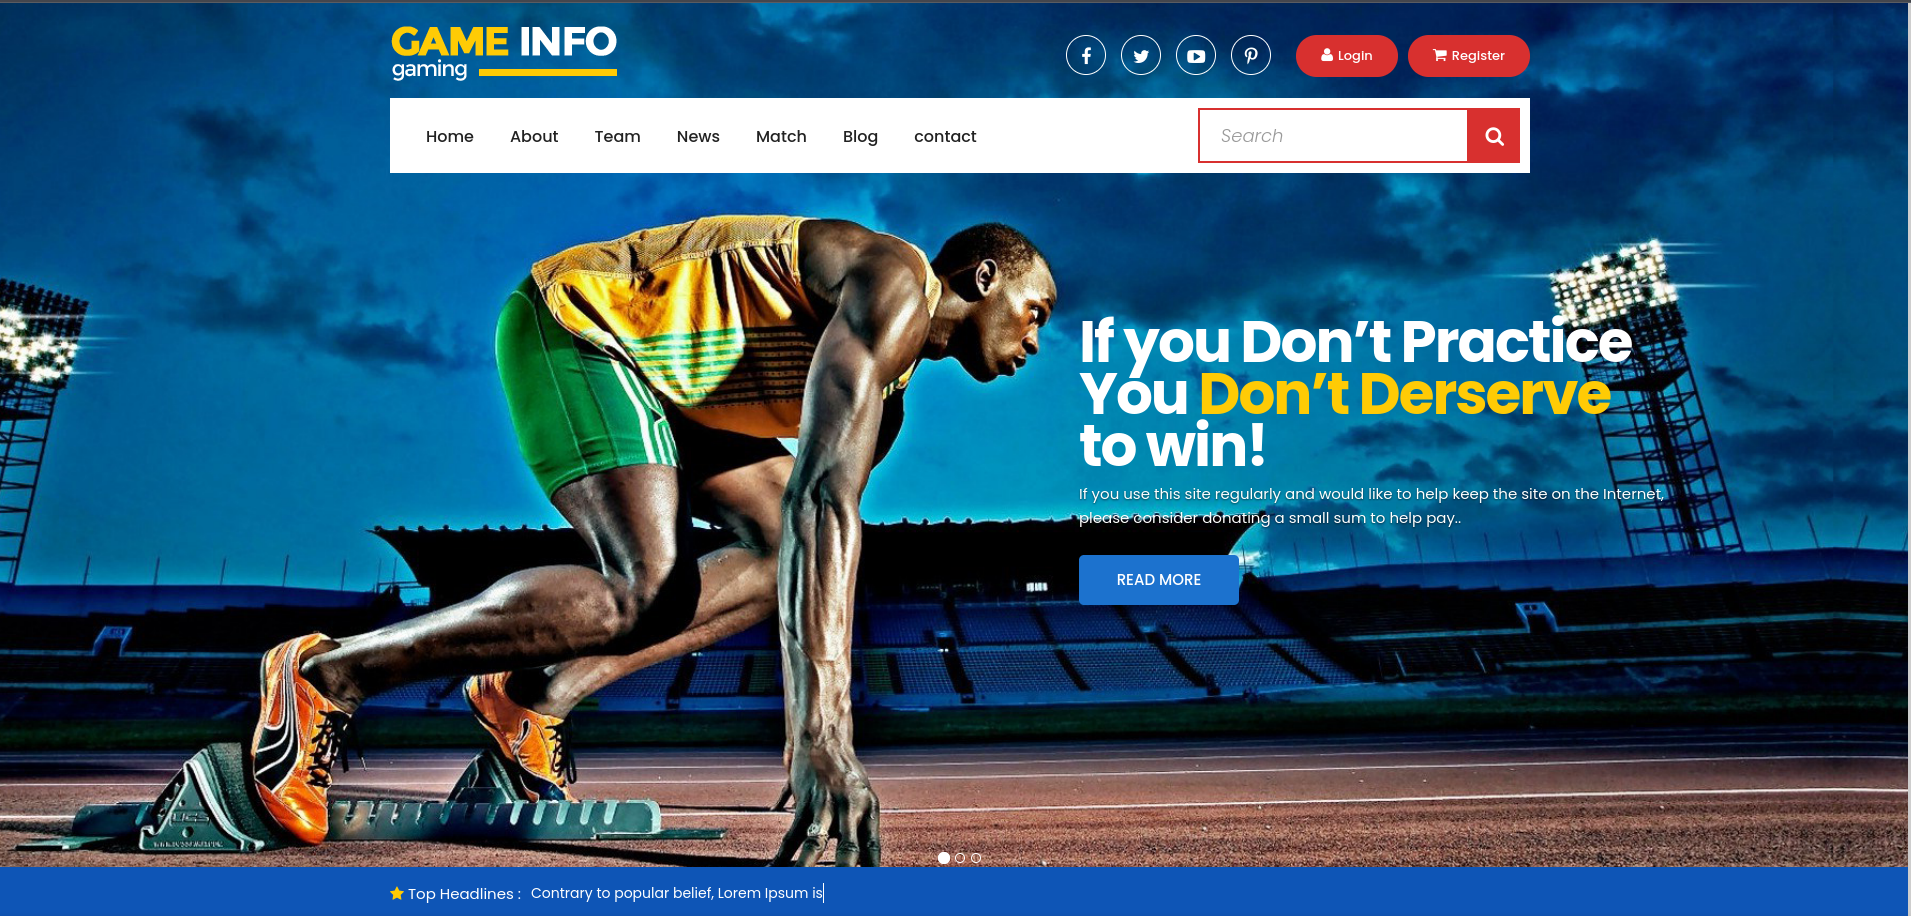 GAME INFO
gaming
Login
Register
Home About Team News Match Blog contact
Search
If you Don’t Practice
You Don’t Derserve
to win!
If you use this site regularly and would like to help keep the site on the Internet,
please consider donating a small sum to help pay..
READ MORE
Top Headlines : Contrary to popular belief, Lorem Ipsum is